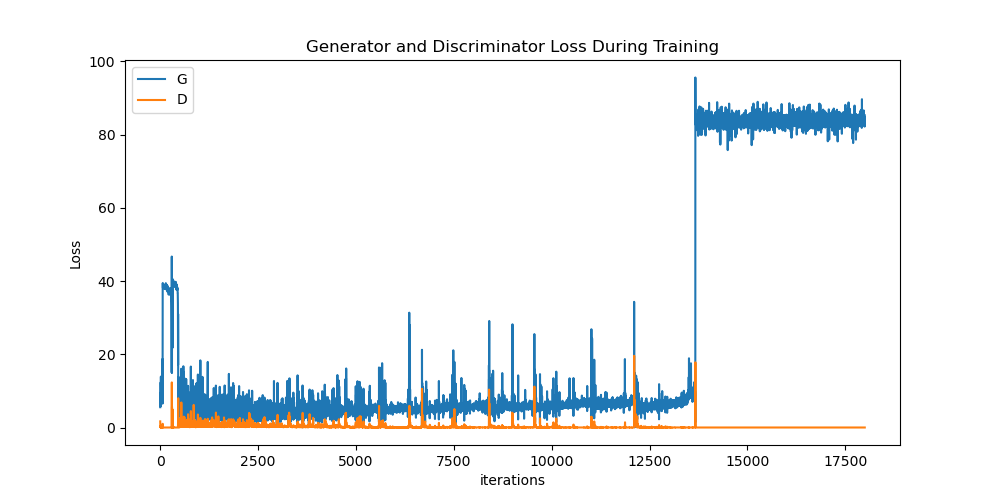 Generator and Discriminator Loss During Training
G
D
100
80
60
40
20
0
Loss
0 2500 5000 7500 10000 12500 15000 17500
iterations